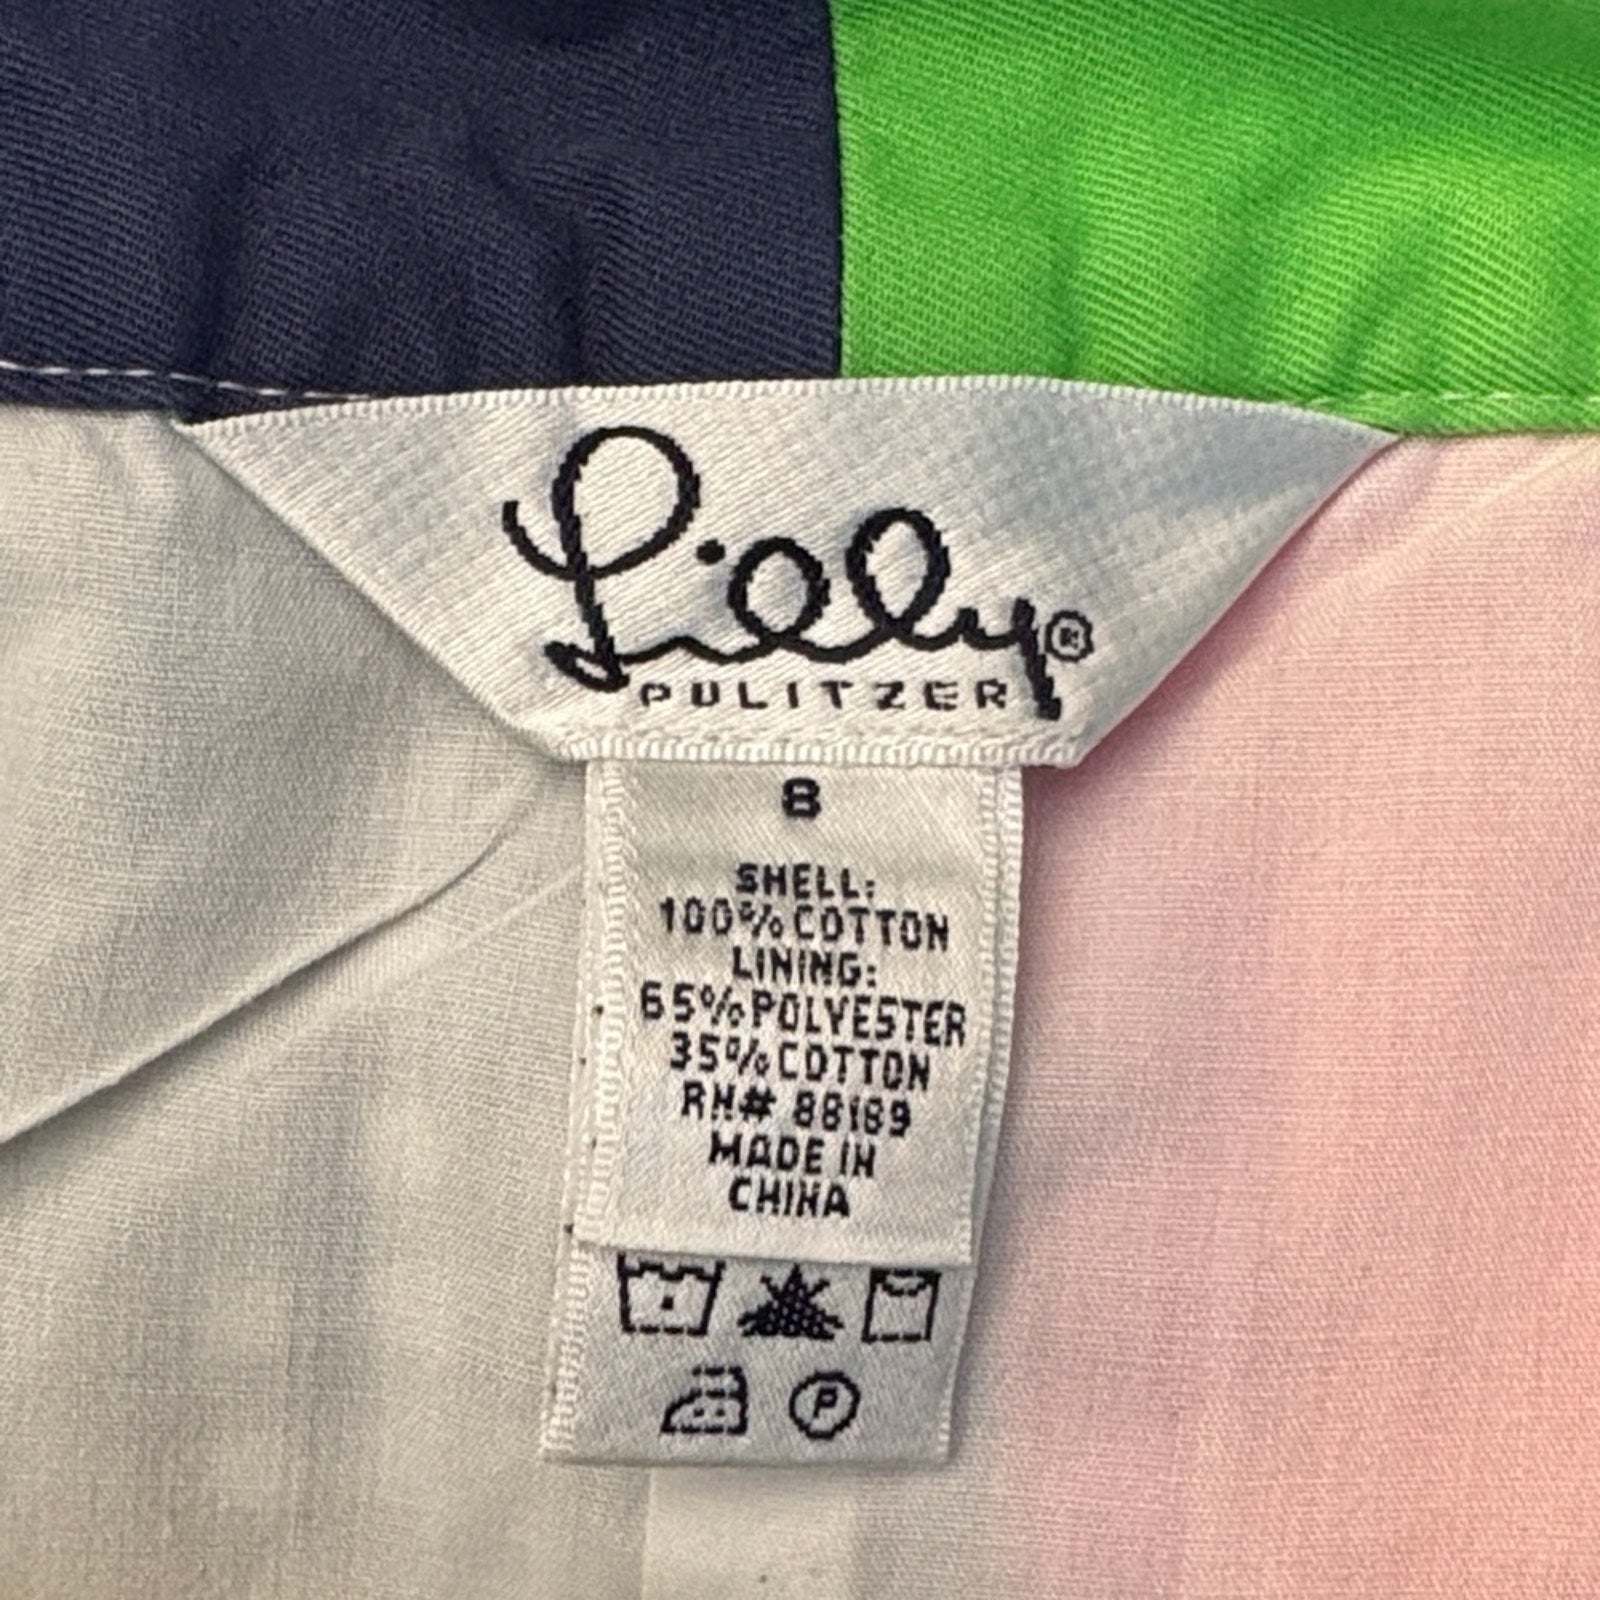 Lilly®
PULITZER
8
SHELL:
100% COTTON
LINING:
65% POLYESTER
35% COTTON
RN# 88189
MADE IN
CHINA
P